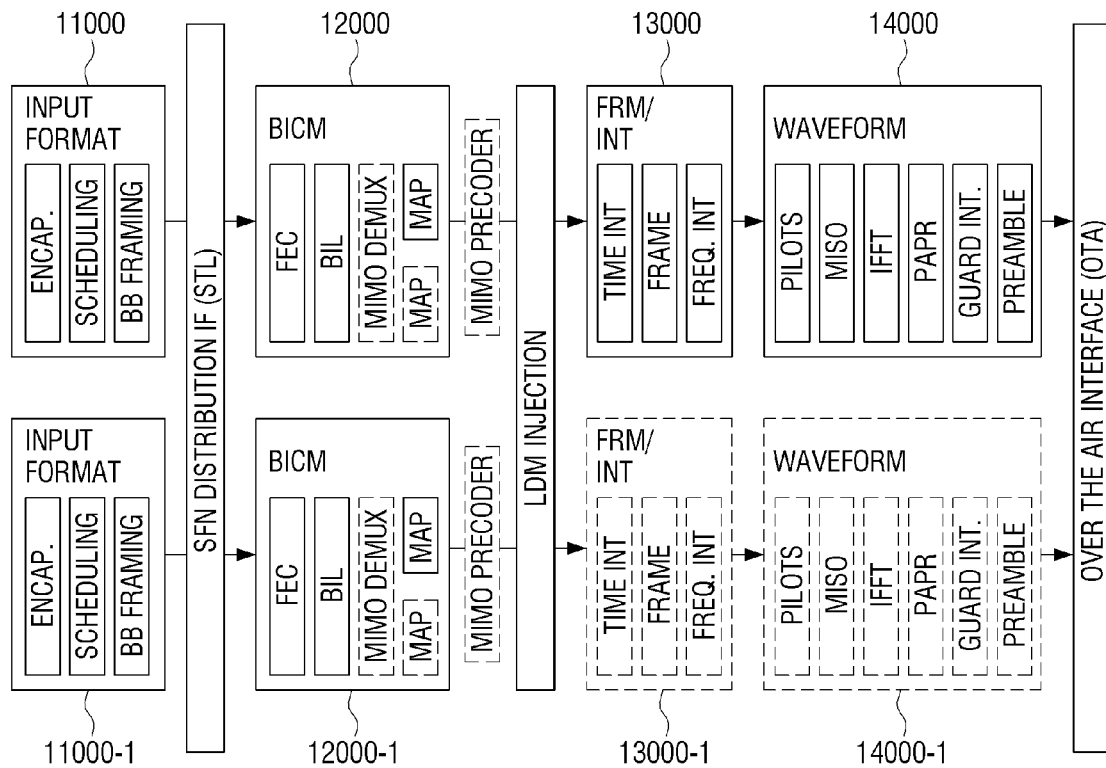 11000
12000
13000
14000
INPUT
FORMAT
ENCAP.
SCHEDULING
BB FRAMING
SFN DISTRIBUTION IF (STL)
BICM
FEC
BIL
MIMO DEMUX
MAP
MAP
MIMO PRECODER
LDM INJECTION
FRM/
INT
TIME INT
FRAME
FREQ. INT
WAVEFORM
PILOTS
MISO
IFFT
PAPR
GUARD INT.
PREAMBLE
OVER THE AIR INTERFACE (OTA)
INPUT
FORMAT
ENCAP.
SCHEDULING
BB FRAMING
BICM
FEC
BIL
MIMO DEMUX
MAP
MAP
MIMO PRECODER
FRM/
INT
TIME INT
FRAME
FREQ. INT
WAVEFORM
PILOTS
MISO
IFFT
PAPR
GUARD INT.
PREAMBLE
11000-1
12000-1
13000-1
14000-1